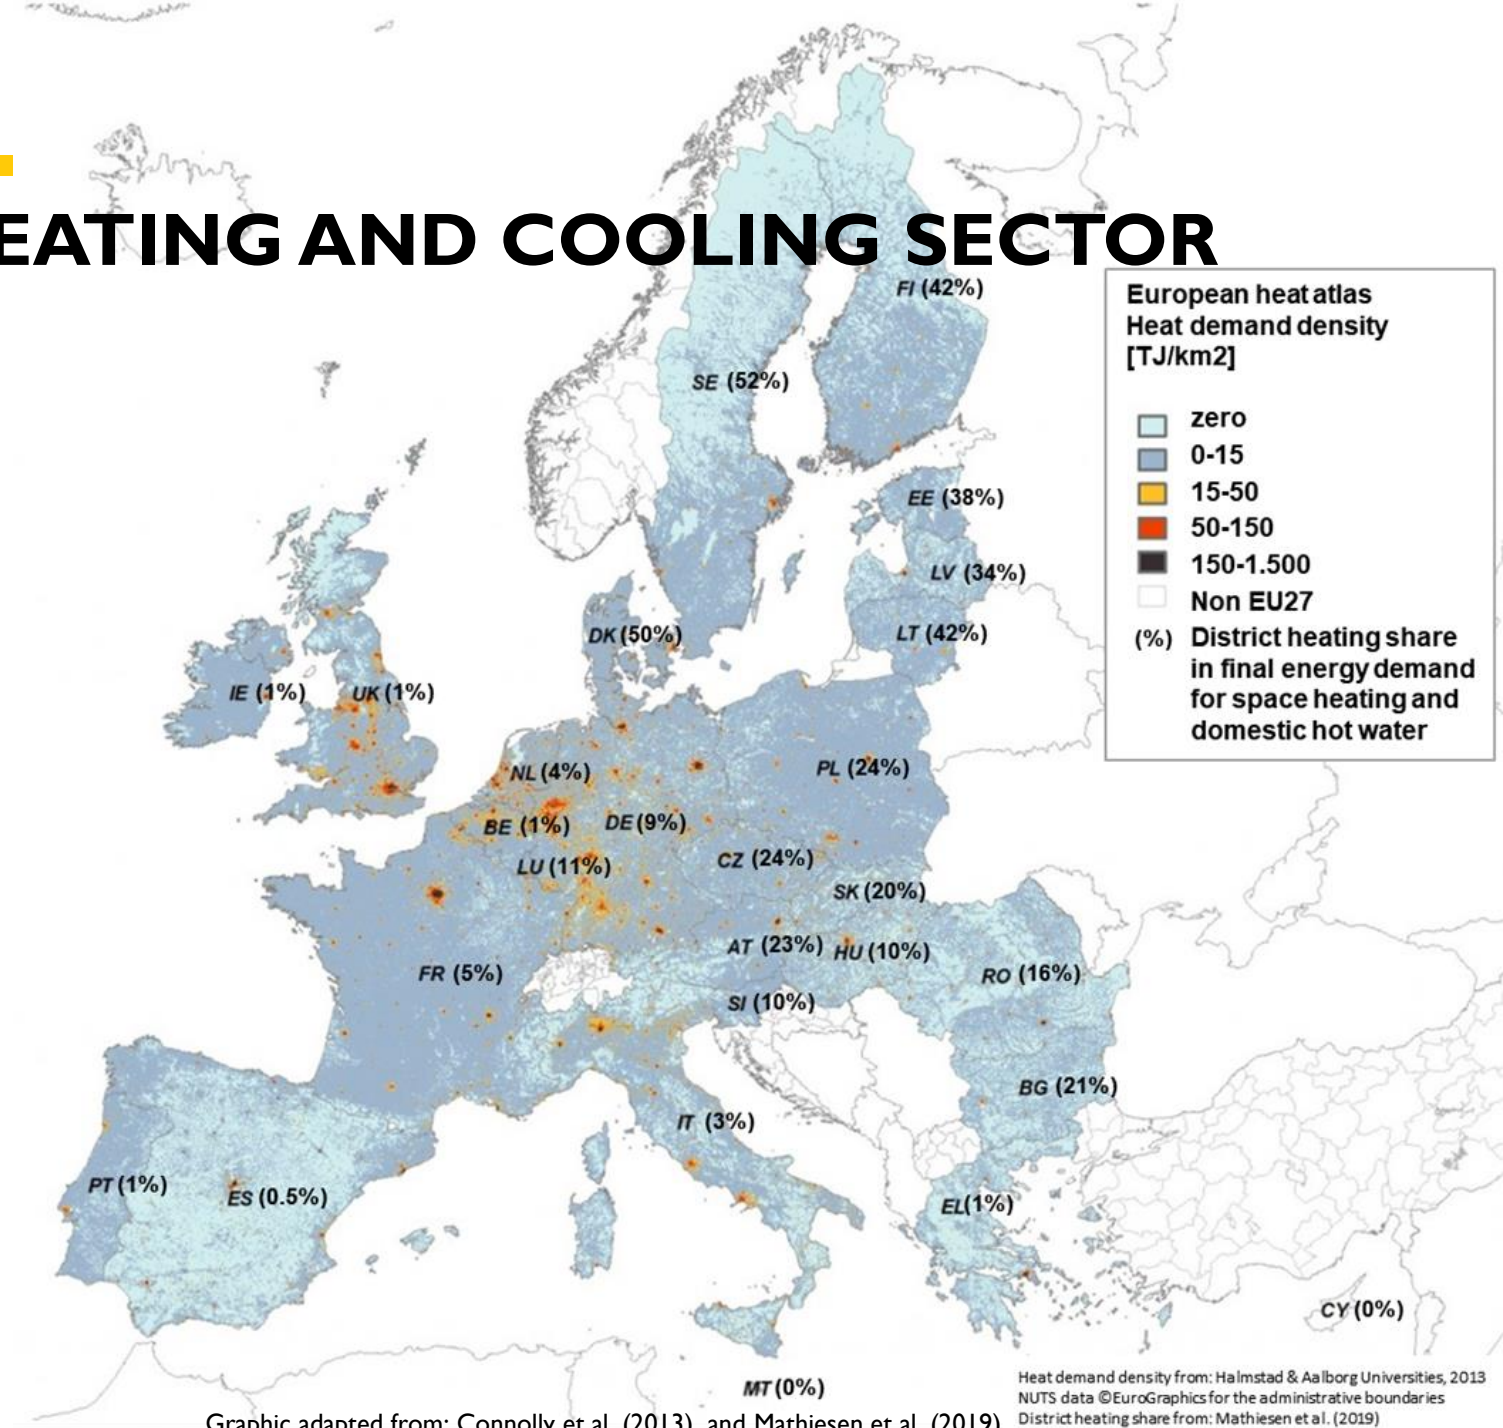 EATING AND COOLING SECTOR
European heat atlas
Heat demand density
[TJ/km2]
zero
0-15
15-50
50-150
150-1.500
Non EU27
(%) District heating share
in final energy demand
for space heating and
domestic hot water
FI (42%)
SE (52%)
EE (38%)
LV (34%)
DK (50%)
LT (42%)
IE (1%)
UK (1%)
NL (4%)
PL (24%)
BE (1%)
DE (9%)
LU (11%)
CZ (24%)
SK (20%)
AT (23%)
HU (10%)
FR (5%)
RO (16%)
SI (10%)
BG (21%)
IT (3%)
PT (1%)
ES (0.5%)
EL(1%)
CY (0%)
MT (0%)
Heat demand density from: Halmstad & Aalborg Universities, 2013
NUTS data ©EuroGraphics for the administrative boundaries
District heating share from: Mathiesen et al. (2019)
Graphic adapted from: Connolly et al. (2013), and Mathiesen et al. (2019)